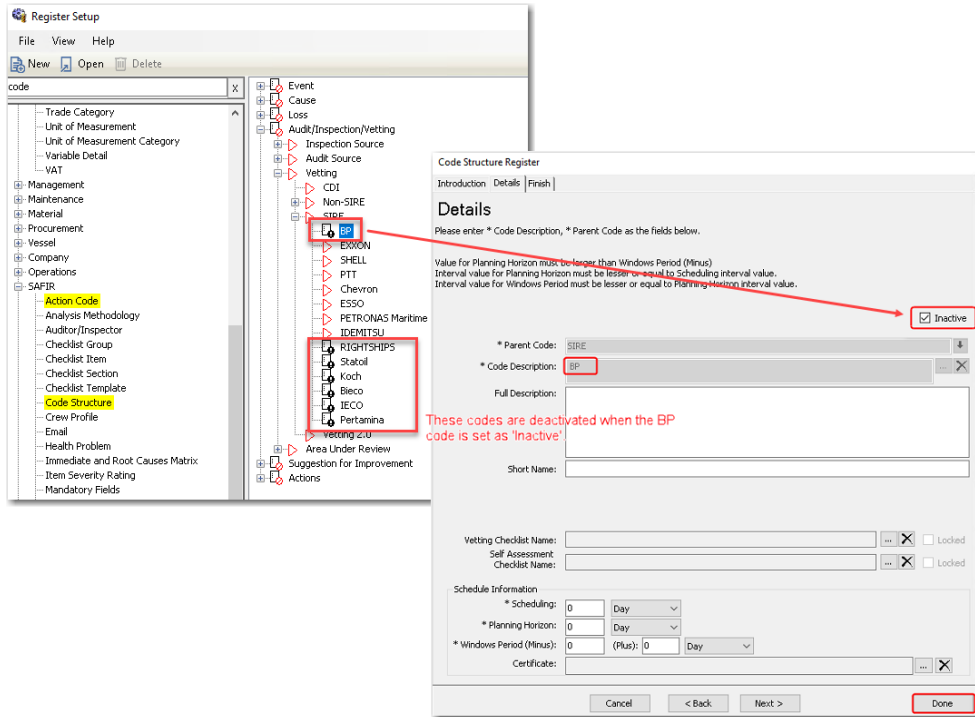 Register Setup
File View Help
New Open Delete
code x
Trade Category
Unit of Measurement
Unit of Measurement Category
Variable Detail
VAT
Management
Maintenance
Material
Procurement
Vessel
Company
Operations
SAFIR
Action Code
Analysis Methodology
Auditor/Inspector
Checklist Group
Checklist Item
Checklist Section
Checklist Template
Code Structure
Crew Profile
Email
Health Problem
Immediate and Root Causes Matrix
Item Severity Rating
Mandatory Fields
Event
Cause
Loss
Audit/Inspection/Vetting
Inspection Source
Audit Source
Vetting
CDI
Non-SIRE
SIRE
BP
EXXON
SHELL
PTT
Chevron
ESSO
PETRONAS Maritime
IDEMITSU
RIGHTSHIPS
Statoil
Koch
Bieco
IECO
Pertamina
Vetting 2.0
Area Under Review
Suggestion for Improvement
Actions
Code Structure Register
Introduction Details Finish
Details
Please enter * Code Description, * Parent Code as the fields below.
Value for Planning Horizon must be larger than Windows Period (Minus)
Interval value for Planning Horizon must be lesser or equal to Scheduling interval value.
Interval value for Windows Period must be lesser or equal to Planning Horizon interval value.
Inactive
* Parent Code: SIRE
* Code Description: BP ...
Full Description:
These codes are deactivated when the BP
code is set as 'Inactive'.
Short Name:
Vetting Checklist Name: ... Locked
Self Assessment
Checklist Name: ... Locked
Schedule Information
* Scheduling: 0 Day
* Planning Horizon: 0 Day
* Windows Period (Minus): 0 (Plus): 0 Day
Certificate: ...
Cancel < Back Next > Done